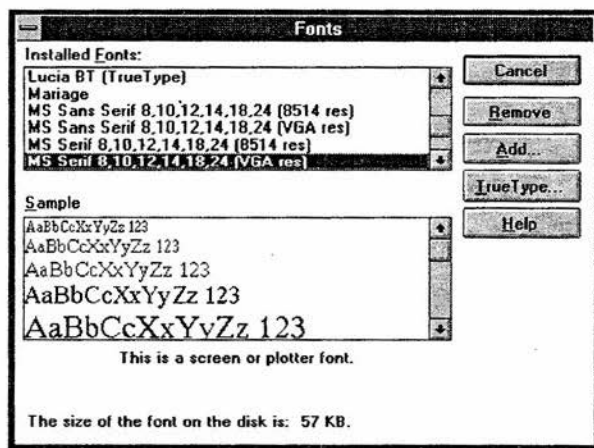 Fonts
Installed Fonts:
Lucia BT (TrueType)
Mariage
MS Sans Serif 8,10,12,14,18,24 (8514 res)
MS Sans Serif 8,10,12,14,18,24 (VGA res)
MS Serif 8,10,12,14,18,24 (8514 res)
MS Serif 8,10,12,14,18,24 (VGA res)
Cancel
Remove
Add...
TrueType...
Help
Sample
AaBbCcXxYyZz 123
AaBbCcXxYyZz 123
AaBbCcXxYyZz 123
AaBbCcXxYyZz 123
AaBbCcXxYyZz 123
This is a screen or plotter font.
The size of the font on the disk is: 57 KB.